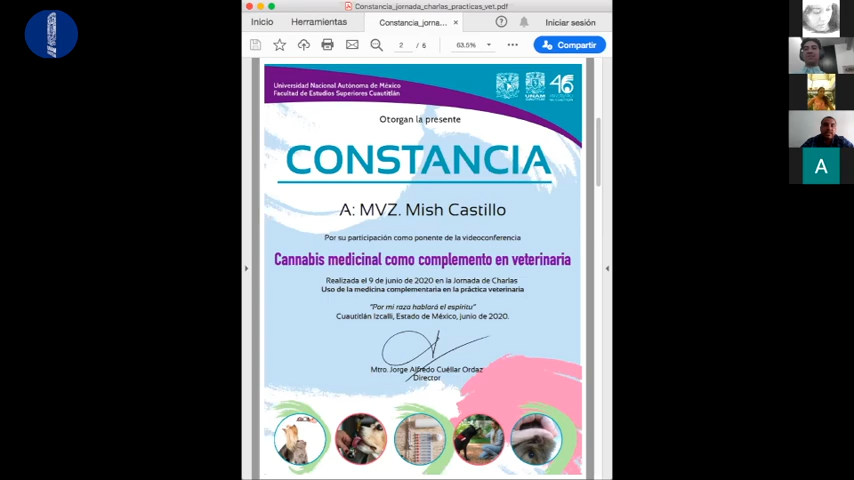 Constancia_jornada_charlas_practicas_vet.pdf
Inicio Herramientas Constancia_jorna... × Iniciar sesión
2 / 6 63.5% Compartir
Universidad Nacional Autónoma de México
Facultad de Estudios Superiores Cuautitlán
UNAM
46
Otorgan la presente
CONSTANCIA
A: MVZ. Mish Castillo
Por su participación como ponente de la videoconferencia
Cannabis medicinal como complemento en veterinaria
Realizada el 9 de junio de 2020 en la Jornada de Charlas
Uso de la medicina complementaria en la práctica veterinaria
"Por mi raza hablará el espíritu"
Cuautitlán Izcalli, Estado de México, junio de 2020.
Mtro. Jorge Alfredo Cuéllar Ordaz
Director
A